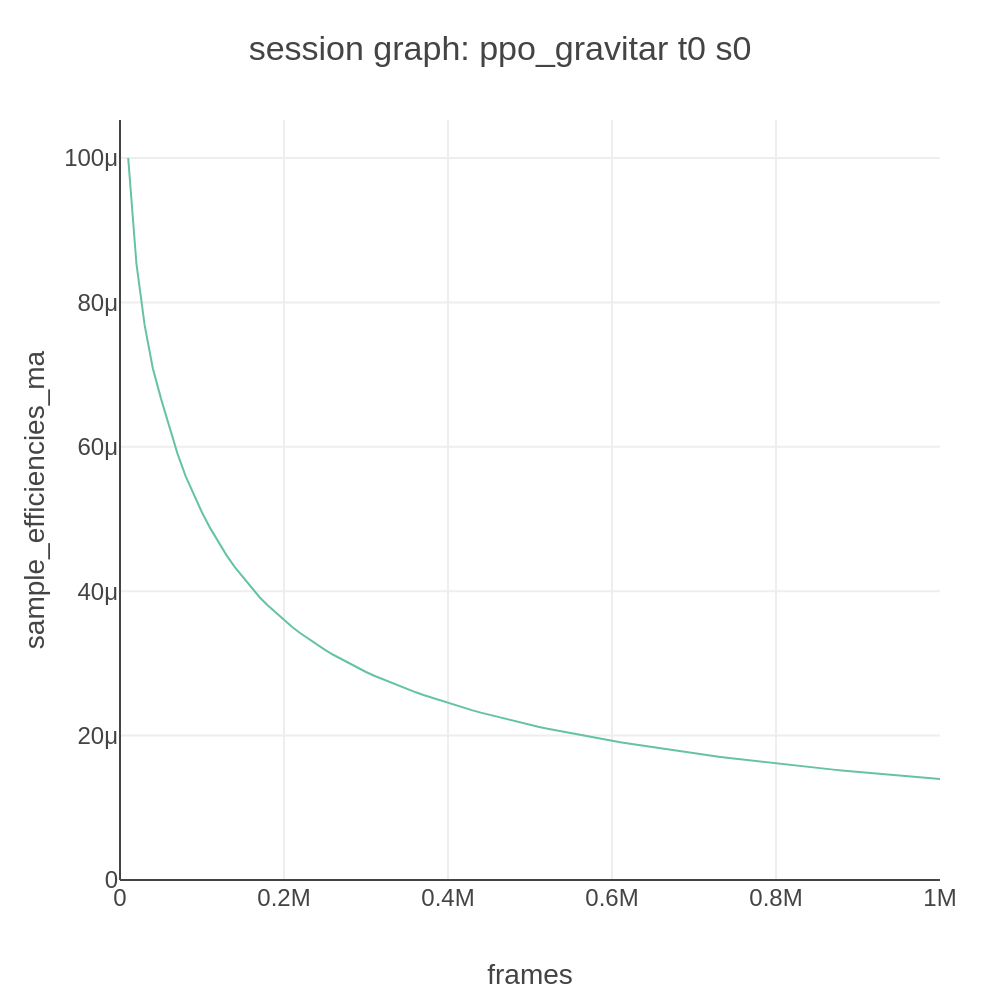 session graph: ppo_gravitar t0 s0
100μ
80μ
60μ
40μ
20μ
0
sample_efficiencies_ma
0
0.2M
0.4M
0.6M
0.8M
1M
frames